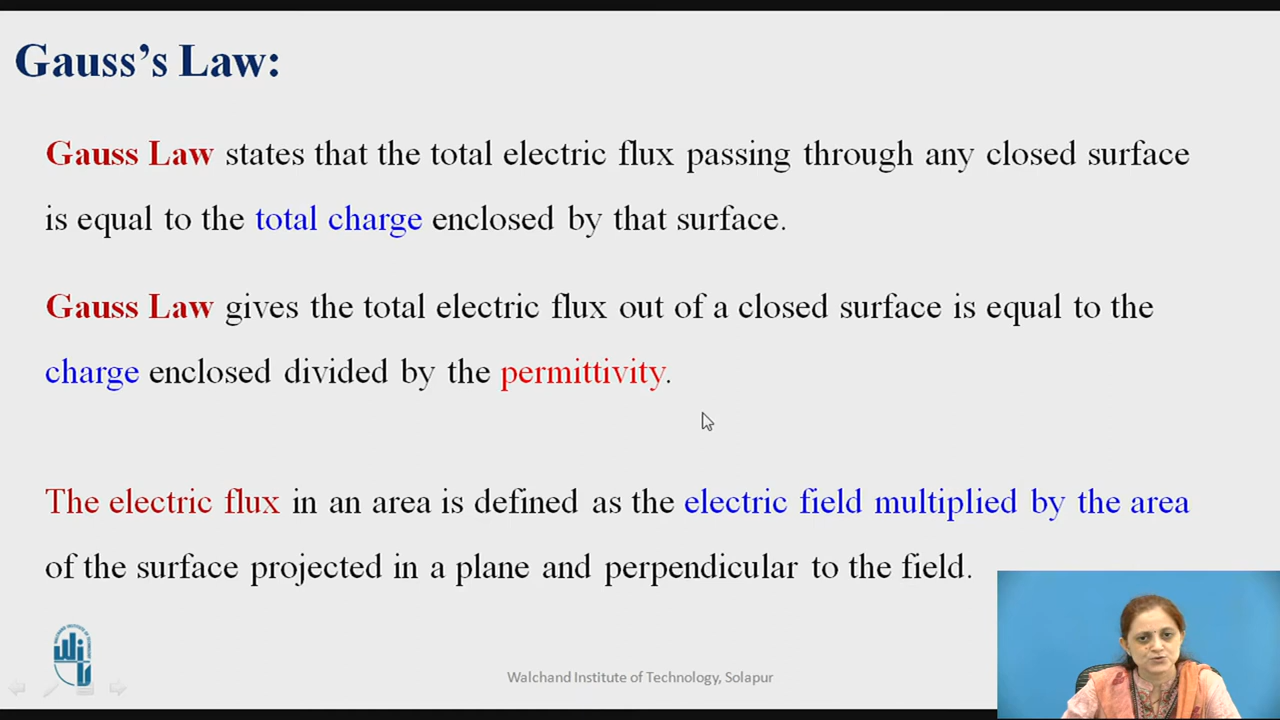 Gauss's Law:
Gauss Law states that the total electric flux passing through any closed surface
is equal to the total charge enclosed by that surface.
Gauss Law gives the total electric flux out of a closed surface is equal to the
charge enclosed divided by the permittivity.
The electric flux in an area is defined as the electric field multiplied by the area
of the surface projected in a plane and perpendicular to the field.
Walchand Institute of Technology, Solapur